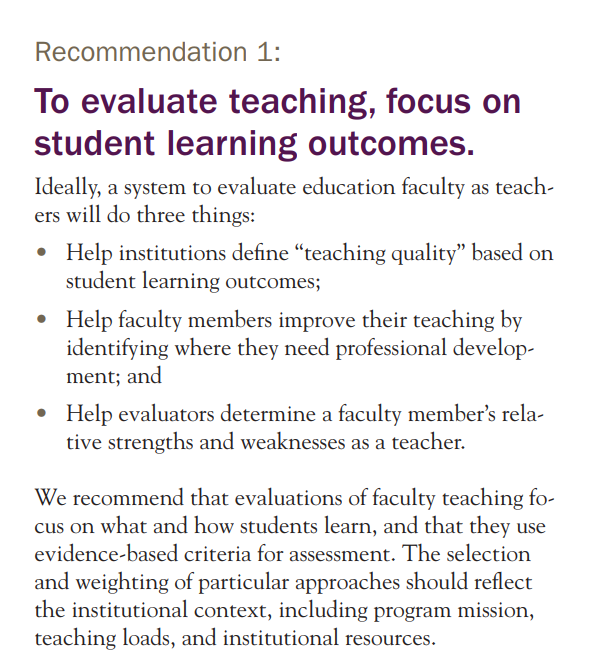 Recommendation 1:
To evaluate teaching, focus on
student learning outcomes.
Ideally, a system to evaluate education faculty as teach-
ers will do three things:
• Help institutions define “teaching quality” based on
student learning outcomes;
• Help faculty members improve their teaching by
identifying where they need professional develop-
ment; and
• Help evaluators determine a faculty member’s rela-
tive strengths and weaknesses as a teacher.
We recommend that evaluations of faculty teaching fo-
cus on what and how students learn, and that they use
evidence-based criteria for assessment. The selection
and weighting of particular approaches should reflect
the institutional context, including program mission,
teaching loads, and institutional resources.